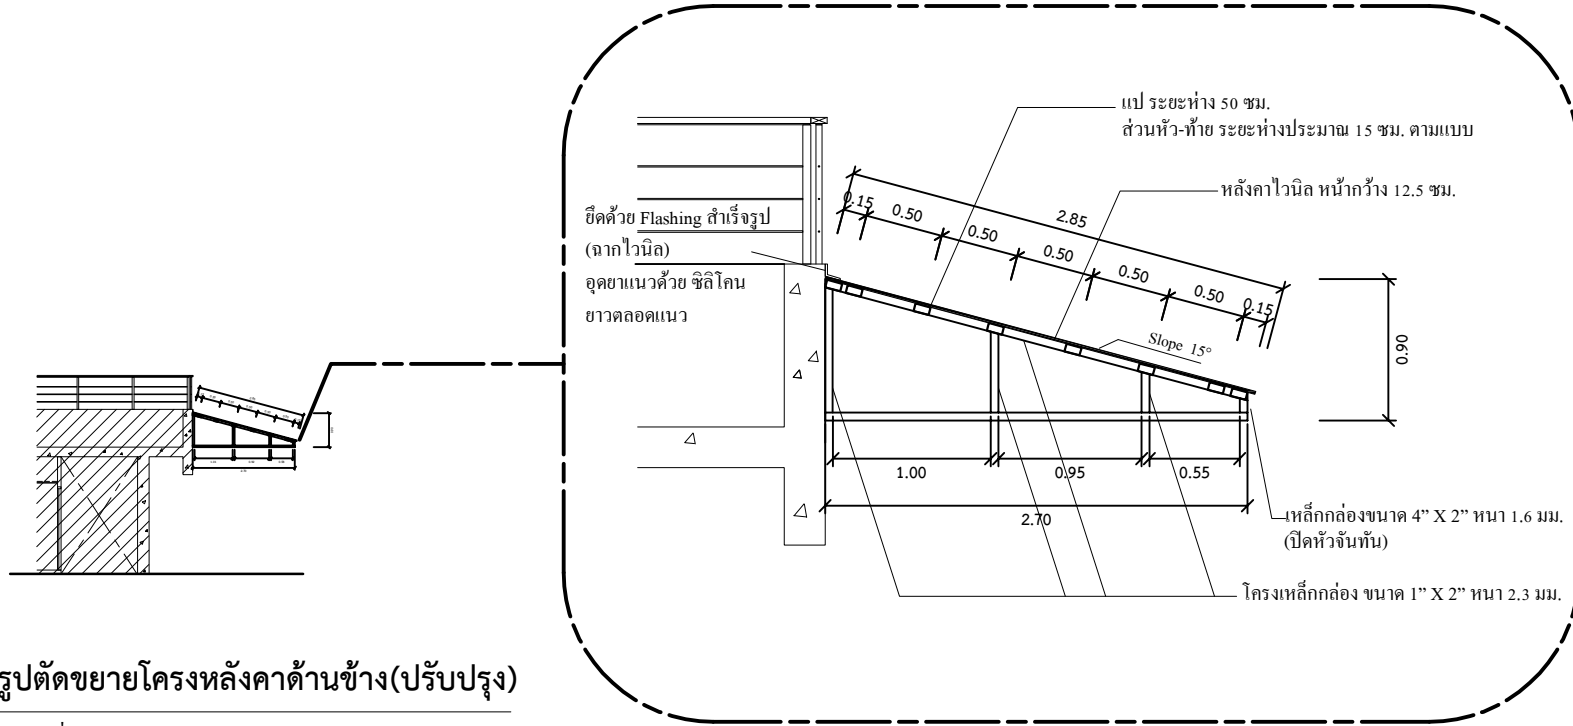 แป ระยะห่าง 50 ซม.
ส่วนหัว-ท้าย ระยะห่างประมาณ 15 ซม. ตามแบบ
หลังคาไวนิล หน้ากว้าง 12.5 ซม.
ยึดด้วย Flashing สำเร็จรูป
(ฉากไวนิล)
อุดยาแนวด้วย ซิลิโคน
ยาวตลอดแนว
2.85
0.15
0.50
0.50
0.50
0.50
0.50
0.15
Slope 15°
0.90
1.00
0.95
0.55
2.70
เหล็กกล่องขนาด 4” X 2” หนา 1.6 มม.
(ปิดหัวจันทัน)
โครงเหล็กกล่อง ขนาด 1” X 2” หนา 2.3 มม.
รูปตัดขยายโครงหลังคาด้านข้าง(ปรับปรุง)